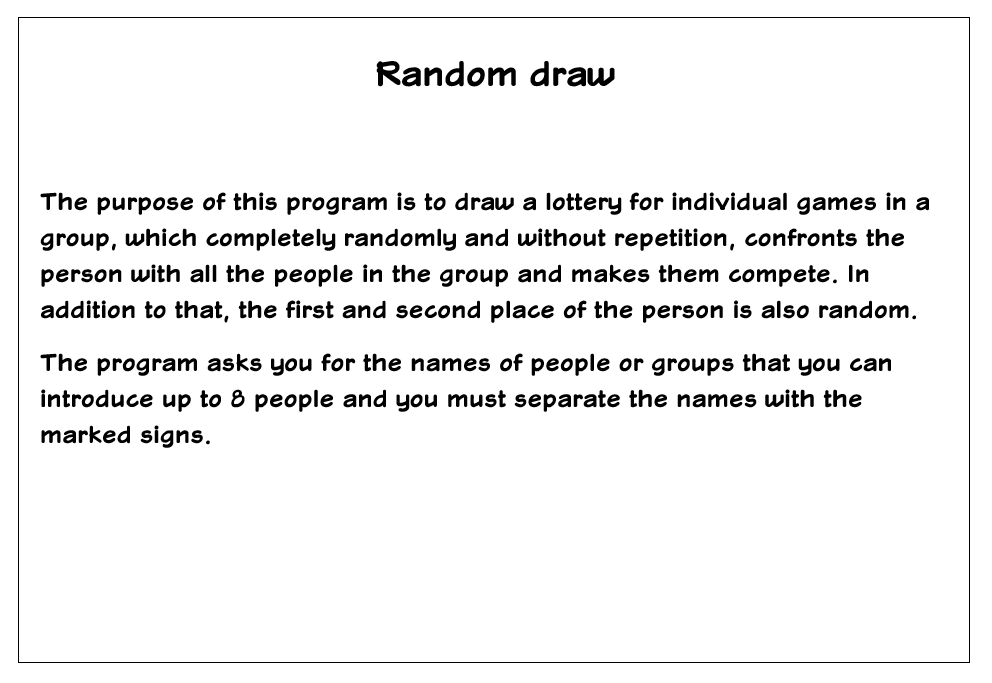 Random draw
The purpose of this program is to draw a lottery for individual games in a
group, which completely randomly and without repetition, confronts the
person with all the people in the group and makes them compete. In
addition to that, the first and second place of the person is also random.
The program asks you for the names of people or groups that you can
introduce up to 8 people and you must separate the names with the
marked signs.